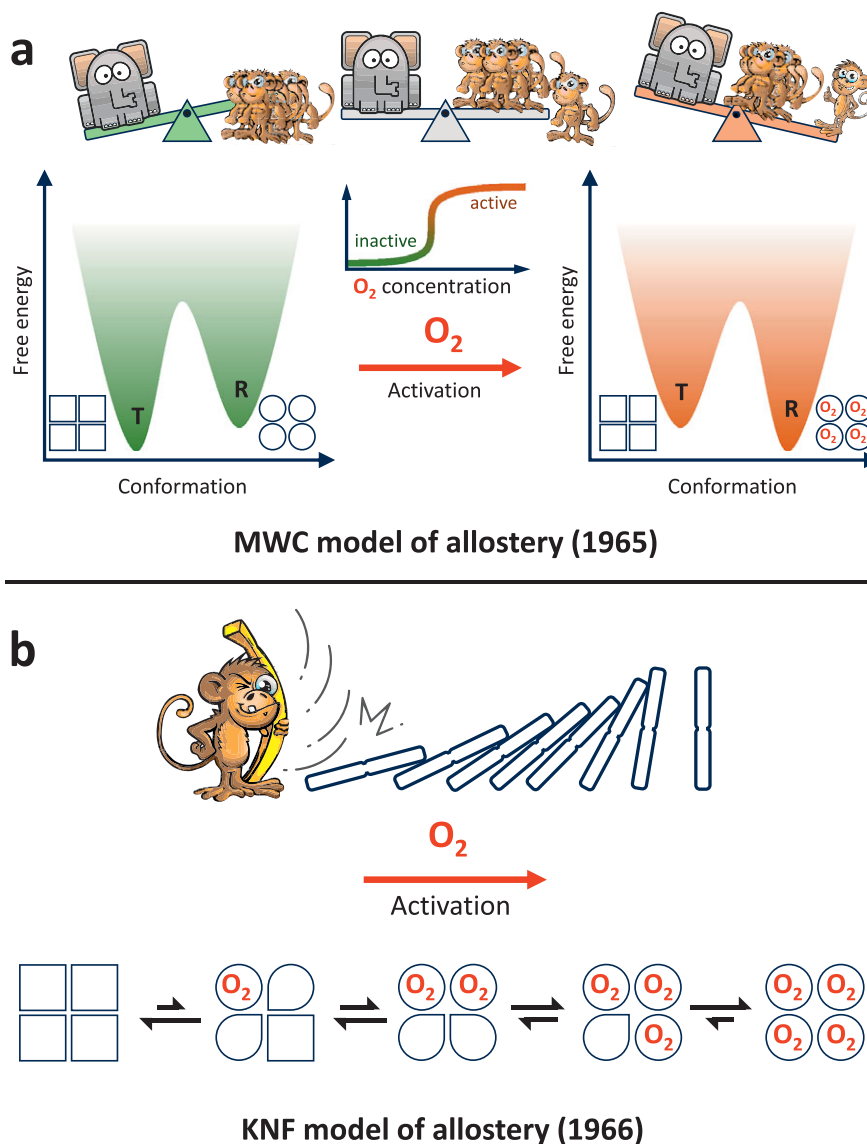 a
inactive
active
O₂ concentration
O₂
Activation
Free energy
T
R
Conformation
Free energy
T
R
O₂ O₂
O₂ O₂
Conformation
MWC model of allostery (1965)
b
O₂
Activation
O₂
O₂ O₂
O₂ O₂
O₂
O₂ O₂
O₂ O₂
KNF model of allostery (1966)